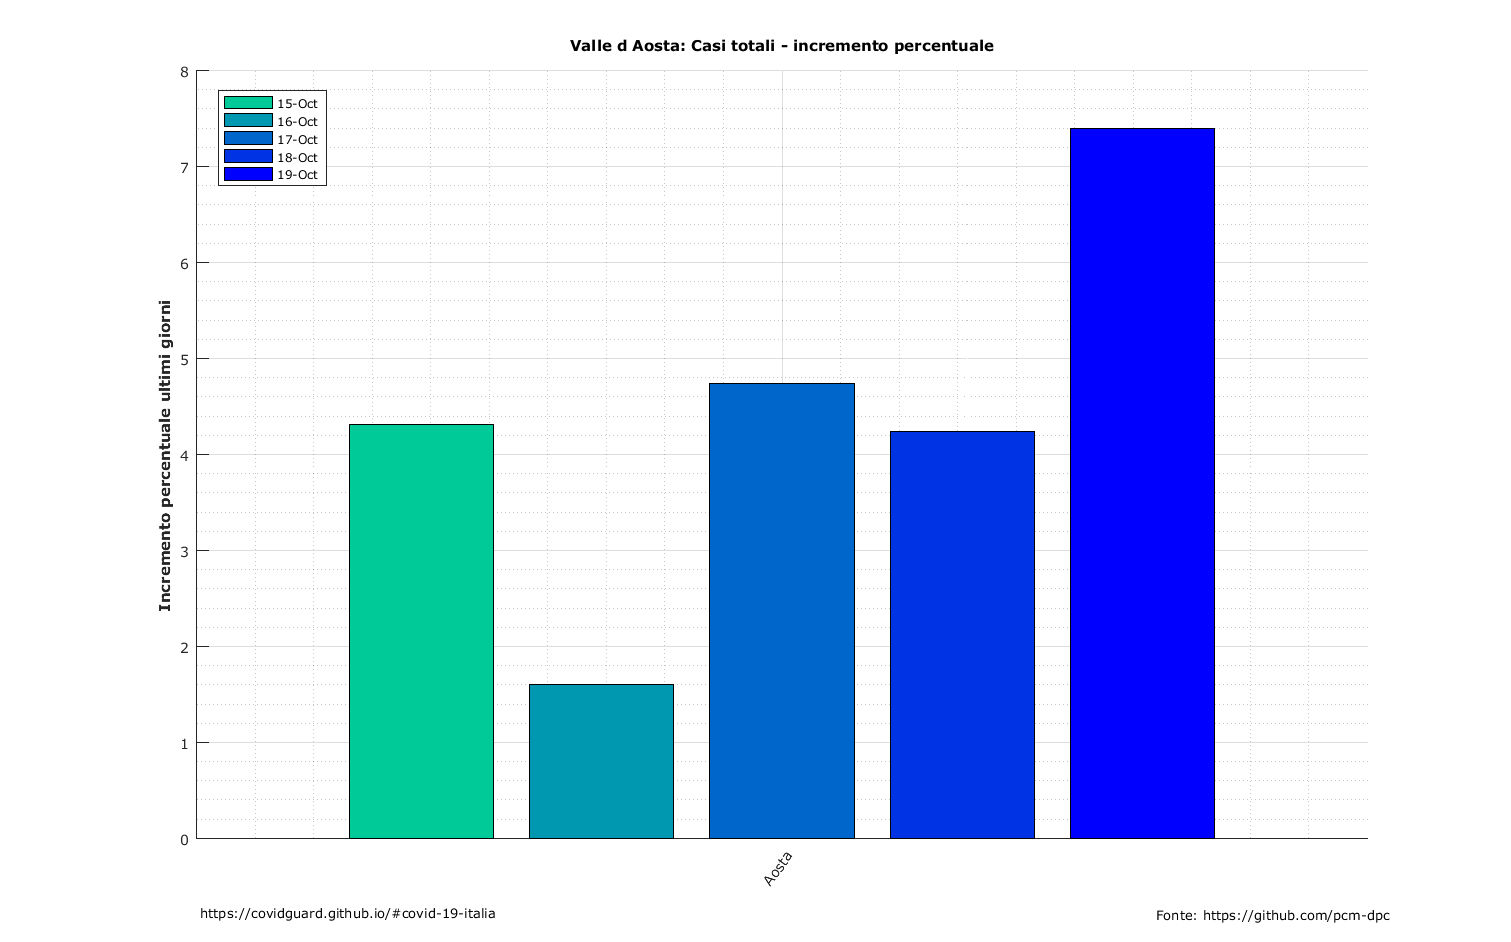 Valle d Aosta: Casi totali - incremento percentuale
8
7
6
5
4
3
2
1
0
Incremento percentuale ultimi giorni
15-Oct
16-Oct
17-Oct
18-Oct
19-Oct
Aosta
https://covidguard.github.io/#covid-19-italia
Fonte: https://github.com/pcm-dpc